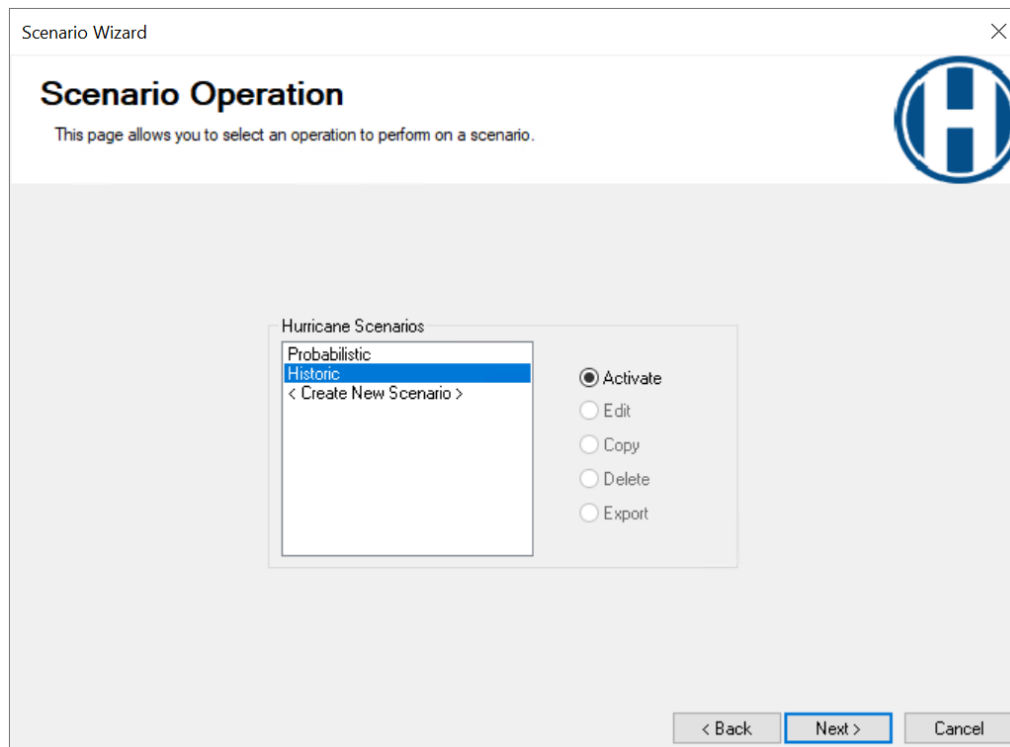 Scenario Wizard
Scenario Operation
This page allows you to select an operation to perform on a scenario.
H
Hurricane Scenarios
Probabilistic
Historic
< Create New Scenario >
Activate
Edit
Copy
Delete
Export
< Back
Next >
Cancel